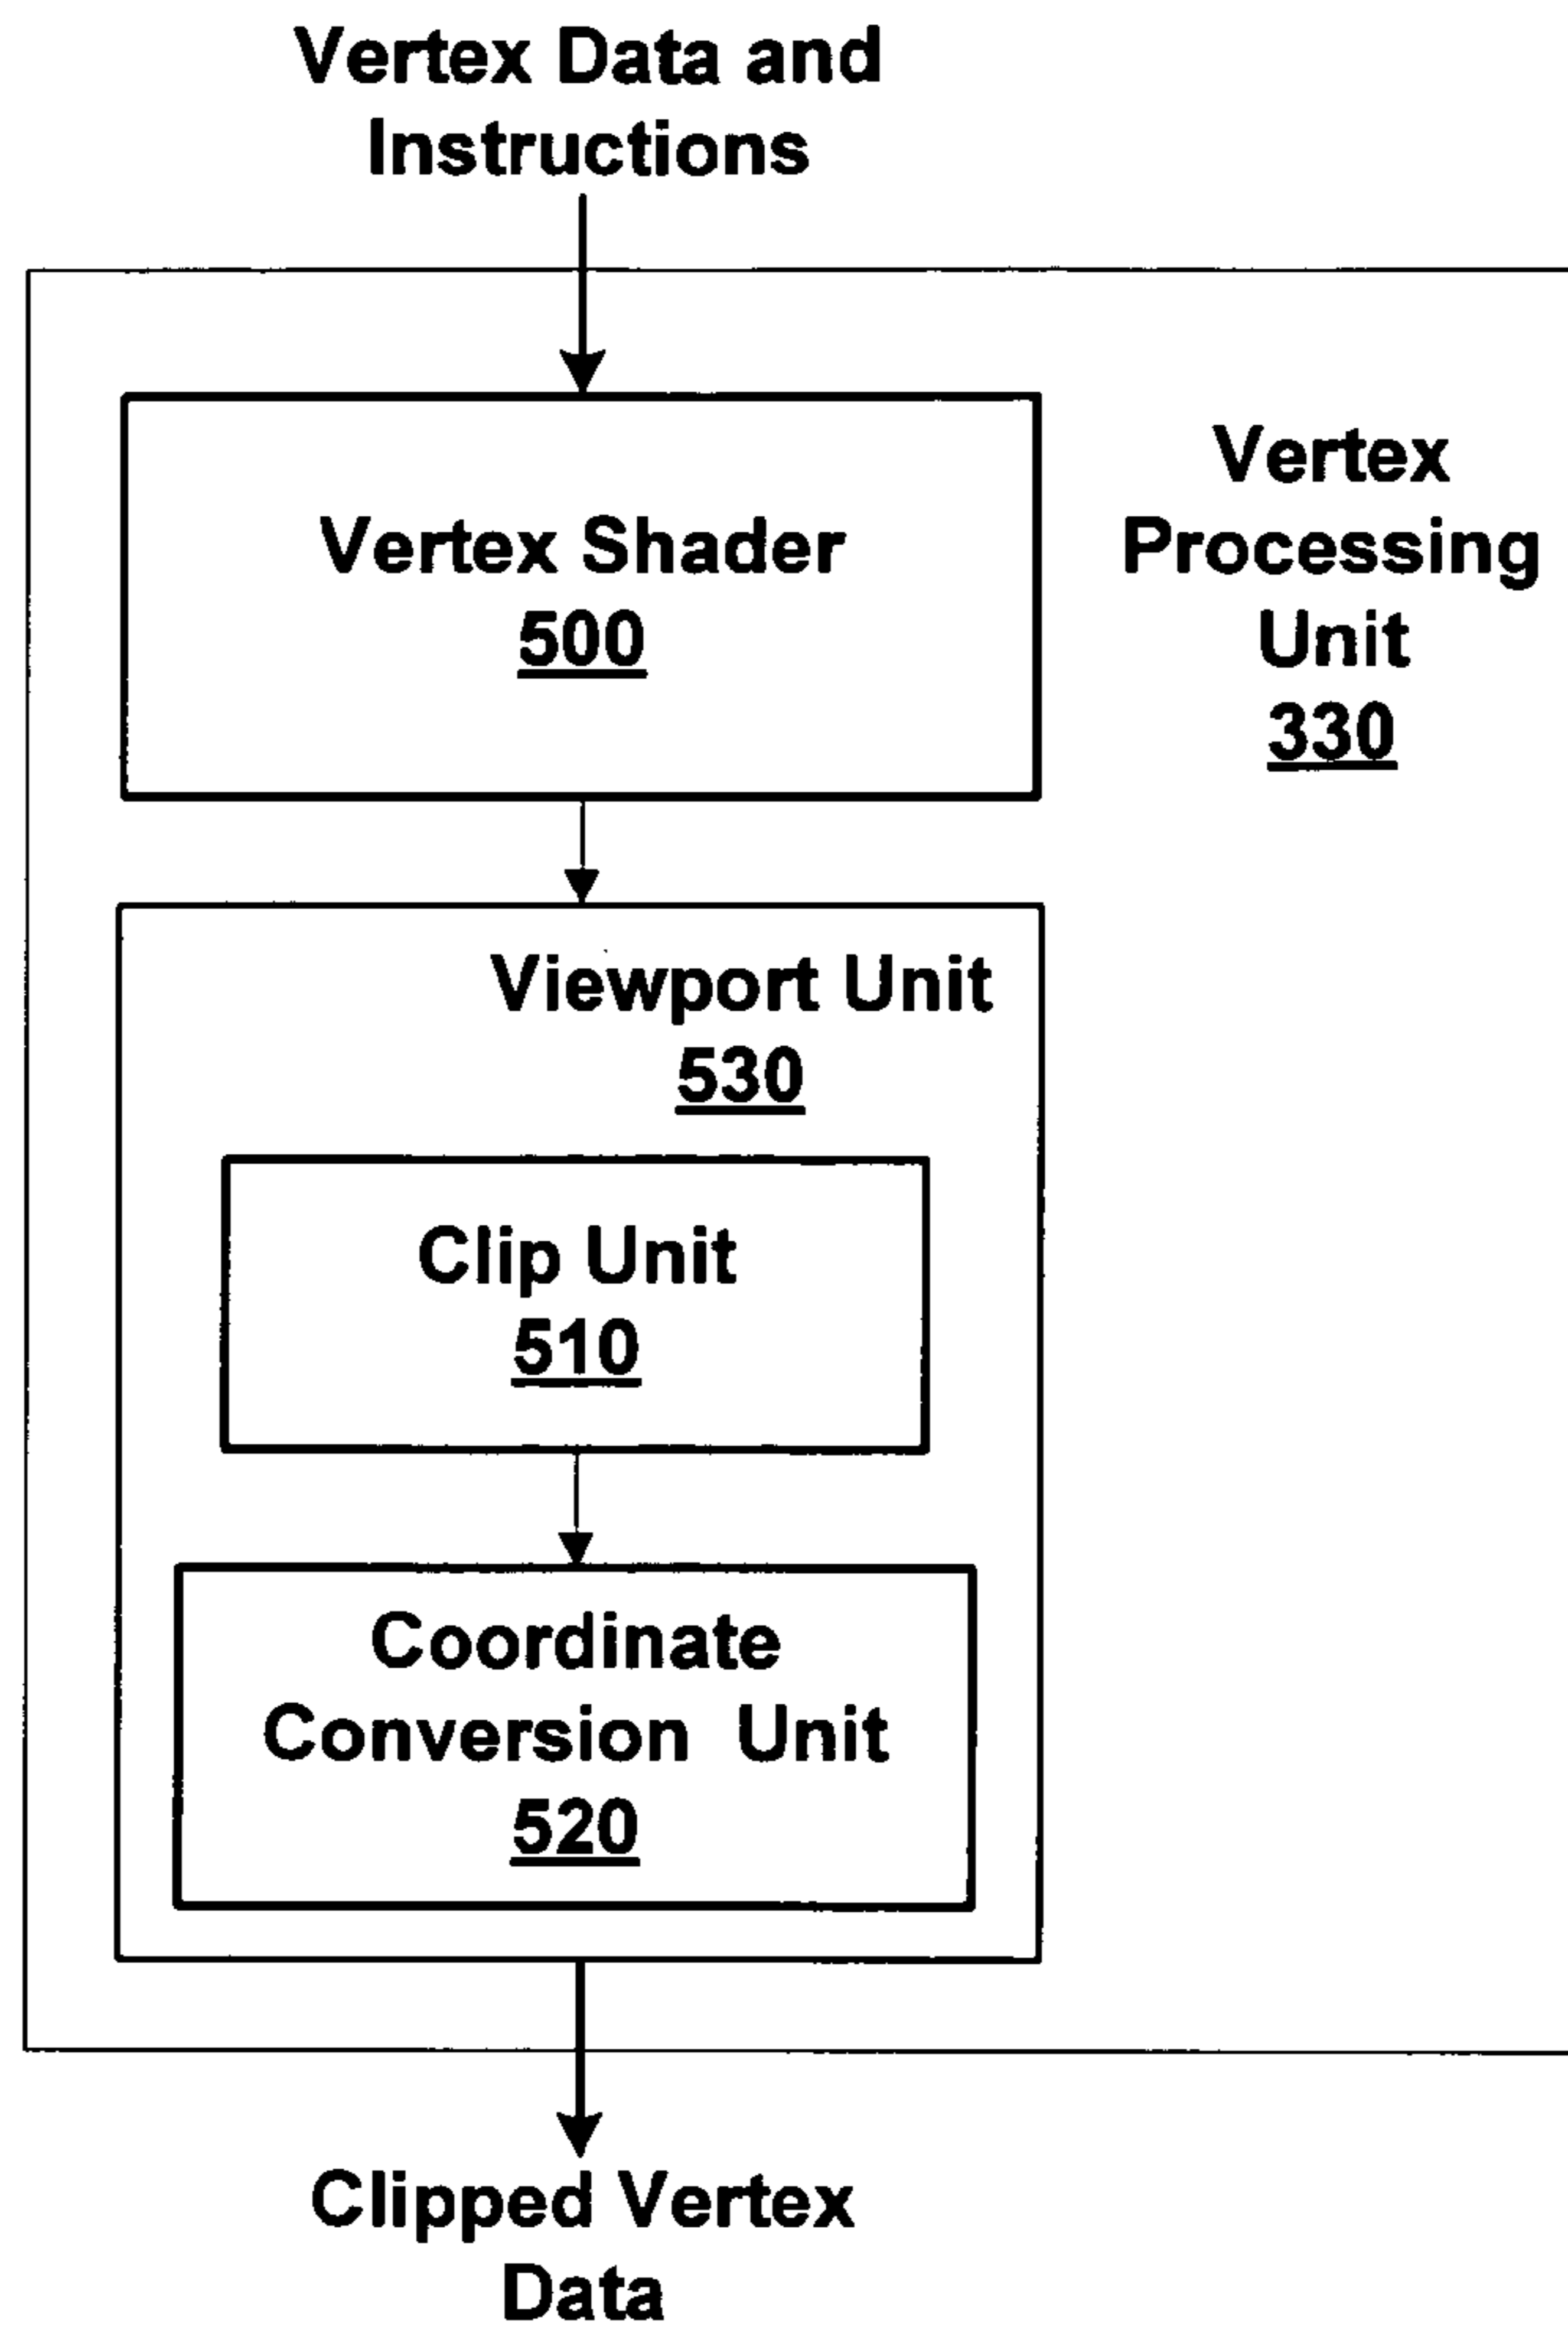 Vertex Data and
Instructions
Vertex Shader
500
Vertex
Processing
Unit
330
Viewport Unit
530
Clip Unit
510
Coordinate
Conversion Unit
520
Clipped Vertex
Data